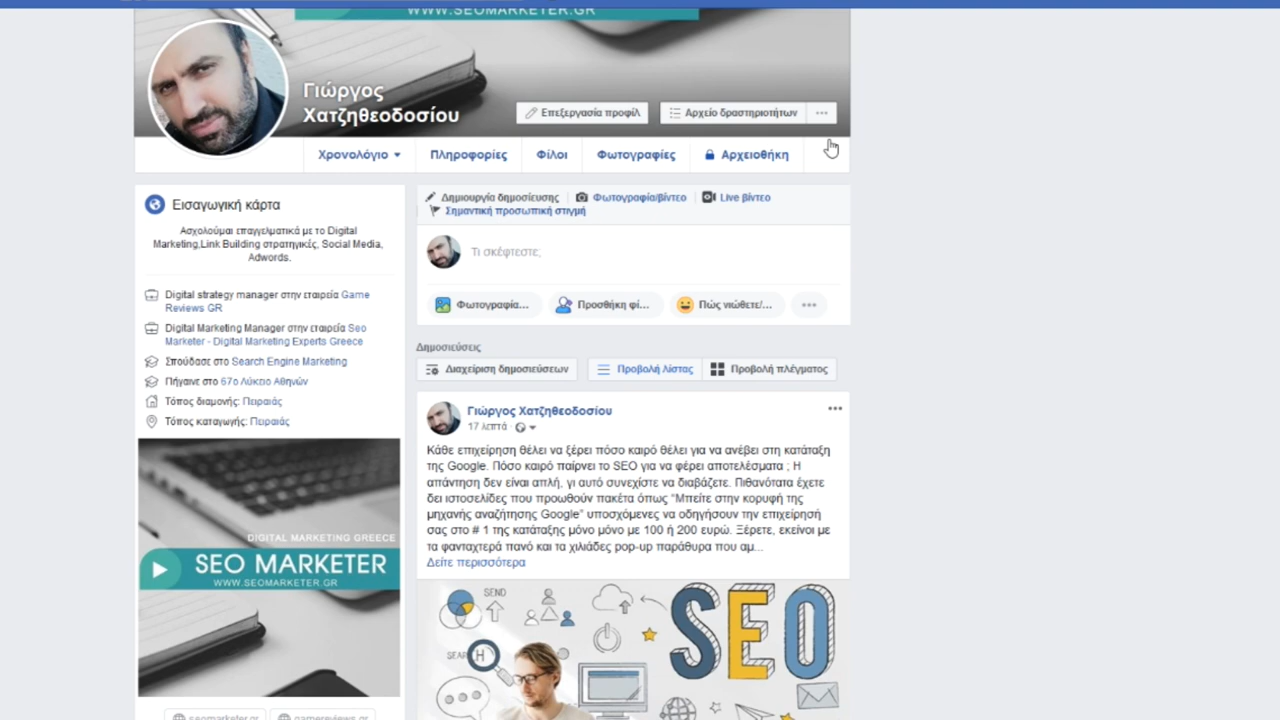 WWW.SEOMARKETER.GR
Γιώργος
Χατζηθεοδοσίου
Επεξεργασία προφίλ
Αρχείο δραστηριοτήτων
Χρονολόγιο
Πληροφορίες
Φίλοι
Φωτογραφίες
Αρχειοθήκη
Εισαγωγική κάρτα
Ασχολούμαι επαγγελματικά με το Digital
Marketing,Link Building στρατηγικές, Social Media,
Adwords.
Digital strategy manager στην εταιρεία Game
Reviews GR
Digital Marketing Manager στην εταιρεία Seo
Marketer - Digital Marketing Experts Greece
Σπούδασε στο Search Engine Marketing
Πήγαινε στο 67ο Λύκειο Αθηνών
Τόπος διαμονής: Πειραιάς
Τόπος καταγωγής: Πειραιάς
DIGITAL MARKETING GREECE
SEO MARKETER
WWW.SEOMARKETER.GR
seomarketer.gr
gamereviews.gr
Δημιουργία δημοσίευσης
Φωτογραφία/βίντεο
Live βίντεο
Σημαντική προσωπική στιγμή
Τι σκέφτεστε;
Φωτογραφία...
Προσθήκη φί...
Πώς νιώθετε/...
Δημοσιεύσεις
Διαχείριση δημοσιεύσεων
Προβολή λίστας
Προβολή πλέγματος
Γιώργος Χατζηθεοδοσίου
17 λεπτά
Κάθε επιχείρηση θέλει να ξέρει πόσο καιρό θέλει για να ανέβει στη κατάταξη
της Google. Πόσο καιρό παίρνει το SEO για να φέρει αποτελέσματα ; Η
απάντηση δεν είναι απλή, γι αυτό συνεχίστε να διαβάζετε. Πιθανότατα έχετε
δει ιστοσελίδες που προωθούν πακέτα όπως “Μπείτε στην κορυφή της
μηχανής αναζήτησης Google” υποσχόμενες να οδηγήσουν την επιχείρησή
σας στο # 1 της κατάταξης μόνο μόνο με 100 ή 200 ευρώ. Ξέρετε, εκείνοι με
τα φανταχτερά πανό και τα χιλιάδες pop-up παράθυρα που αμ...
Δείτε περισσότερα
SEND
SEO
H